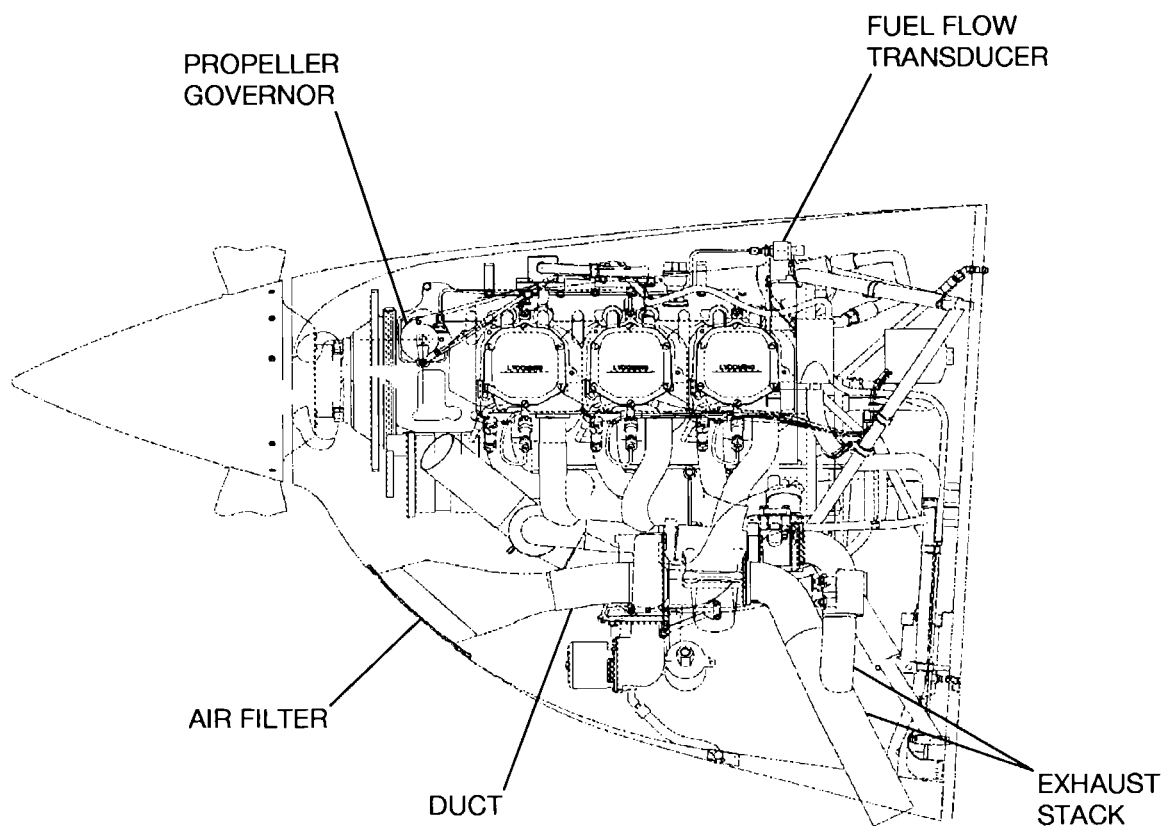 FUEL FLOW
TRANSDUCER
PROPELLER
GOVERNOR
AIR FILTER
DUCT
EXHAUST
STACK